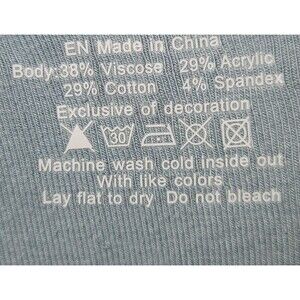 EN Made in China
Body:38% Viscose 29% Acrylic
29% Cotton 4% Spandex
Exclusive of decoration
30
Machine wash cold inside out
With like colors
Lay flat to dry Do not bleach